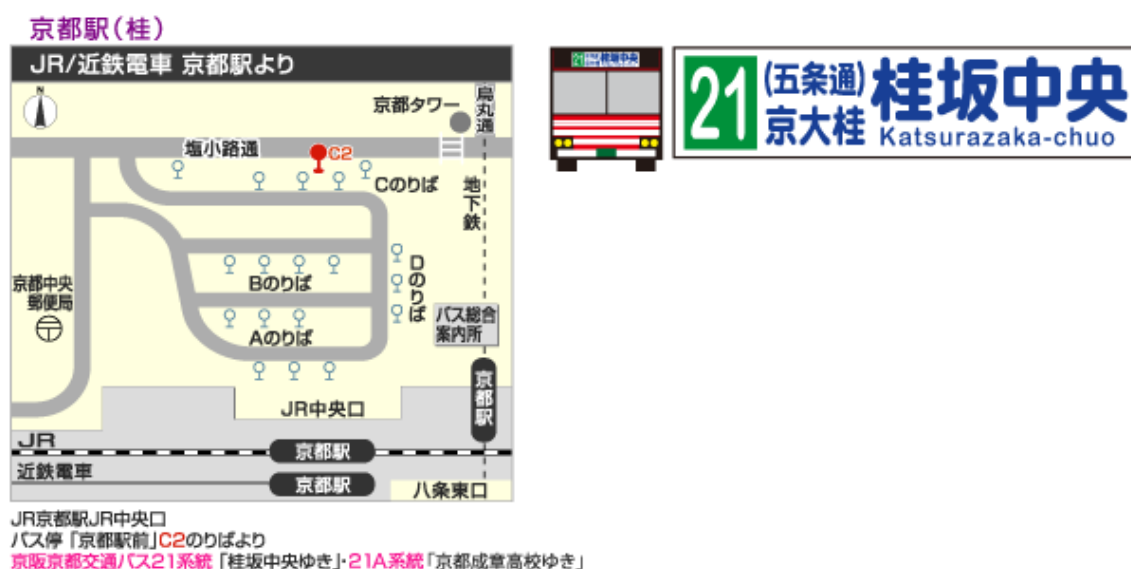 京都駅(桂)
JR/近鉄電車 京都駅より
N
京都タワー
烏丸通
塩小路通
C2
Cのりば
地下鉄
Bのりば
Dのりば
京都中央
郵便局
バス総合
案内所
Aのりば
京都駅
JR中央口
JR
京都駅
近鉄電車
京都駅
八条東口
JR京都駅JR中央口
バス停「京都駅前」C2のりばより
京阪京都交通バス21系統「桂坂中央ゆき」・21A系統「京都成章高校ゆき」
21 桂坂中央
21 (五条通) 京大桂 桂坂中央
Katsurazaka-chuo